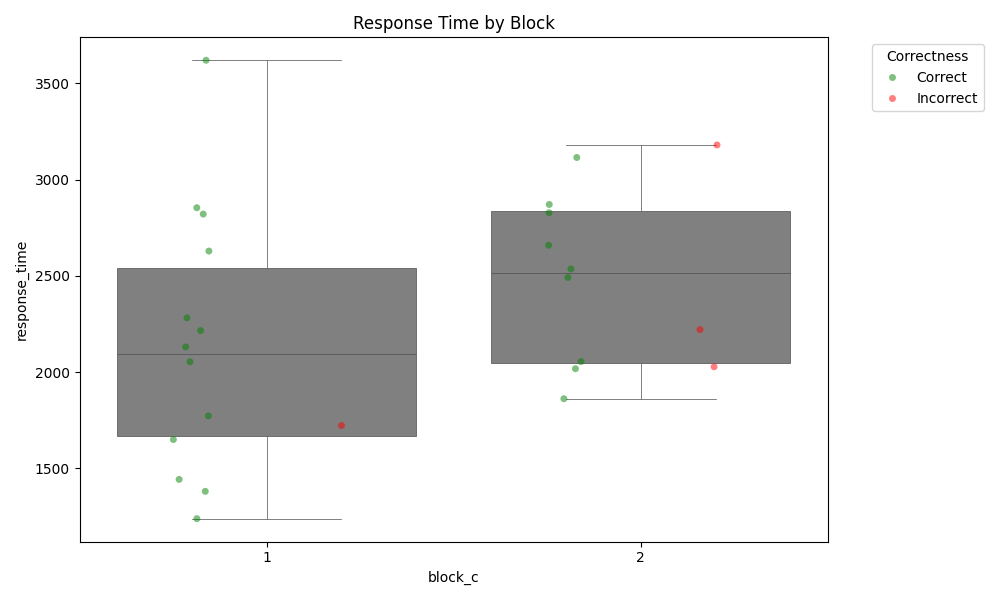 Response Time by Block
Correctness
Correct
Incorrect
3500
3000
2500
2000
1500
response_time
1
2
block_c